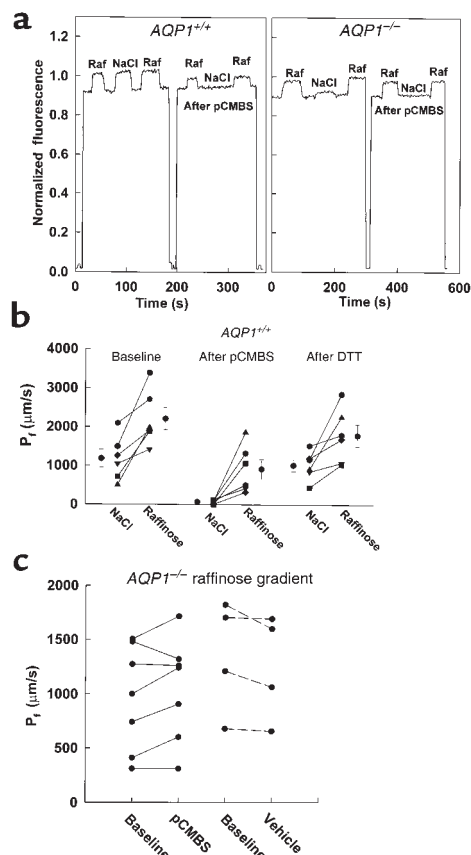 a
AQP1+/+
AQP1−/−
Normalized fluorescence
1.2
1.0
0.8
0.6
0.4
0.2
0.0
Raf NaCl Raf
Raf NaCl Raf
After pCMBS
Raf NaCl Raf
Raf NaCl Raf
After pCMBS
0 100 200 300
Time (s)
0 200 400 600
Time (s)
b
AQP1+/+
Baseline After pCMBS After DTT
Pf (μm/s)
4000
3000
2000
1000
0
NaCl Raffinose NaCl Raffinose NaCl Raffinose
c
AQP1−/− raffinose gradient
Pf (μm/s)
2000
1500
1000
500
0
Baseline pCMBS Baseline Vehicle